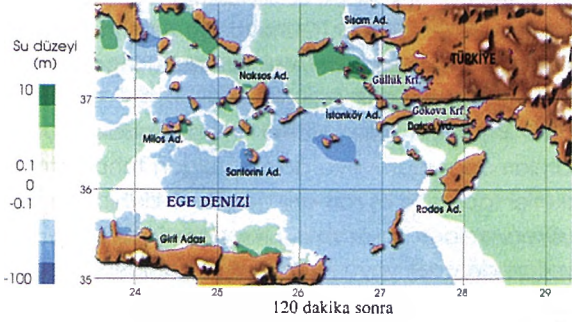 Su düzeyi
(m)
10
0.1
0
-0.1
-100
Sisam Ad.
TÜRKİYE
Naksos Ad.
Güllük Krf.
37
İstanköy Ad.
Gökova Krf.
Datça Yrd.
Milos Ad.
Santorini Ad.
36
EGE DENİZİ
Rodos Ad.
Girit Adası
35
24 25 26 27 28 29
120 dakika sonra